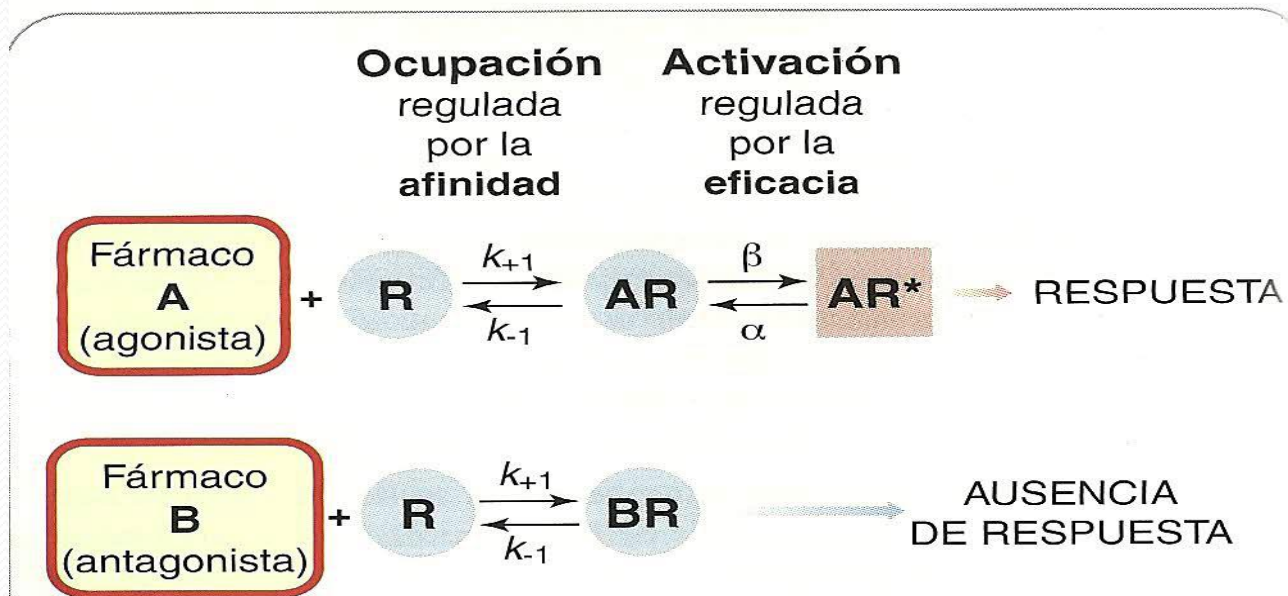 Ocupación
regulada
por la
afinidad
Activación
regulada
por la
eficacia
Fármaco
A
(agonista)
+
R
k+1
k-1
AR
β
α
AR*
RESPUESTA
Fármaco
B
(antagonista)
+
R
k+1
k-1
BR
AUSENCIA
DE RESPUESTA